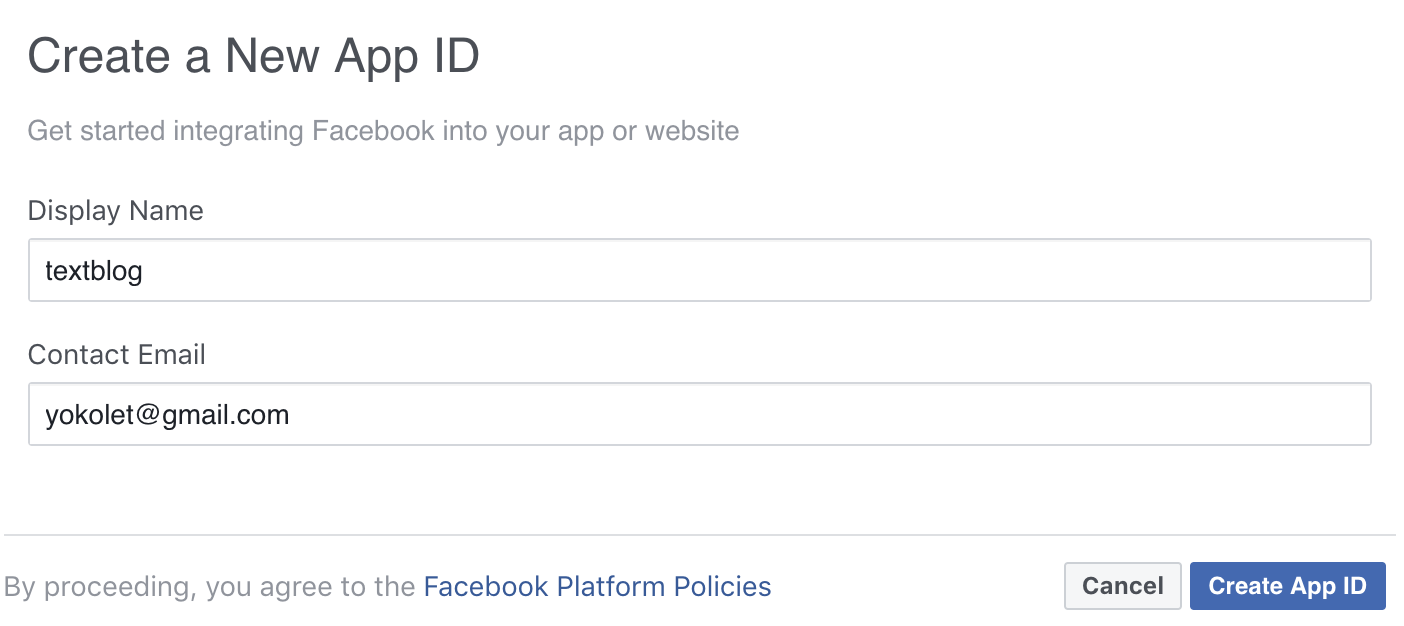 Create a New App ID
Get started integrating Facebook into your app or website
Display Name
textblog
Contact Email
yokolet@gmail.com
By proceeding, you agree to the Facebook Platform Policies
Cancel
Create App ID